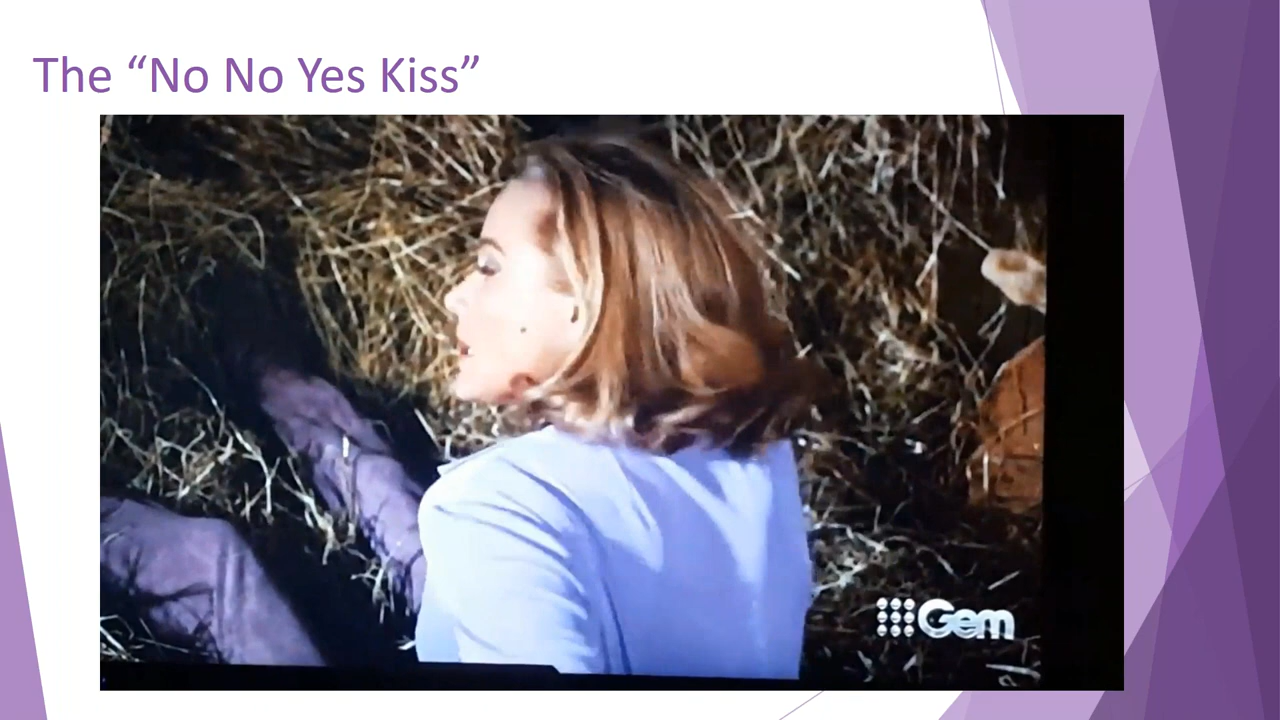 The “No No Yes Kiss”
Gem